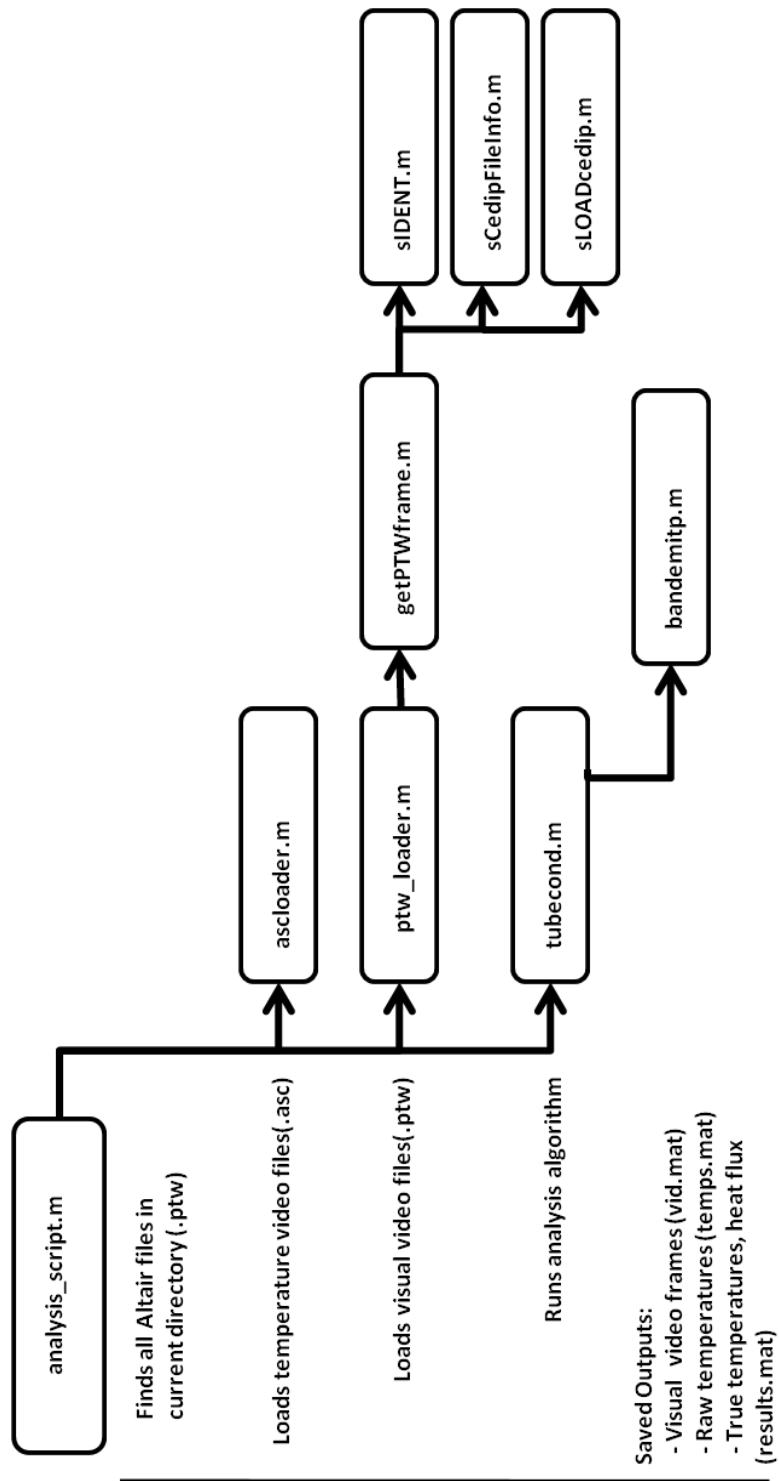 analysis_script.m
Finds all Altair files in
current directory (.ptw)
Loads temperature video files(.asc)
ascloader.m
Loads visual video files(.ptw)
ptw_loader.m
getPTWframe.m
sIDENT.m
sCedipFileInfo.m
sLOADcedip.m
Runs analysis algorithm
tubecond.m
bandemitp.m
Saved Outputs:
- Visual video frames (vid.mat)
- Raw temperatures (temps.mat)
- True temperatures, heat flux
(results.mat)